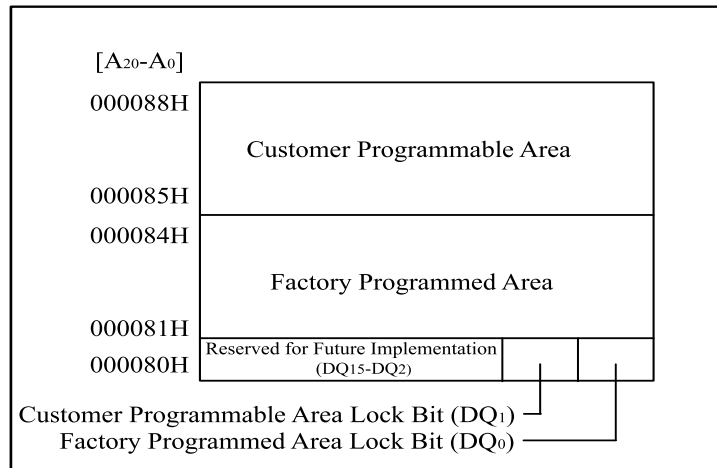 [A20-A0]
000088H
Customer Programmable Area
000085H
000084H
Factory Programmed Area
000081H
Reserved for Future Implementation
(DQ15-DQ2)
000080H
Customer Programmable Area Lock Bit (DQ1)
Factory Programmed Area Lock Bit (DQ0)